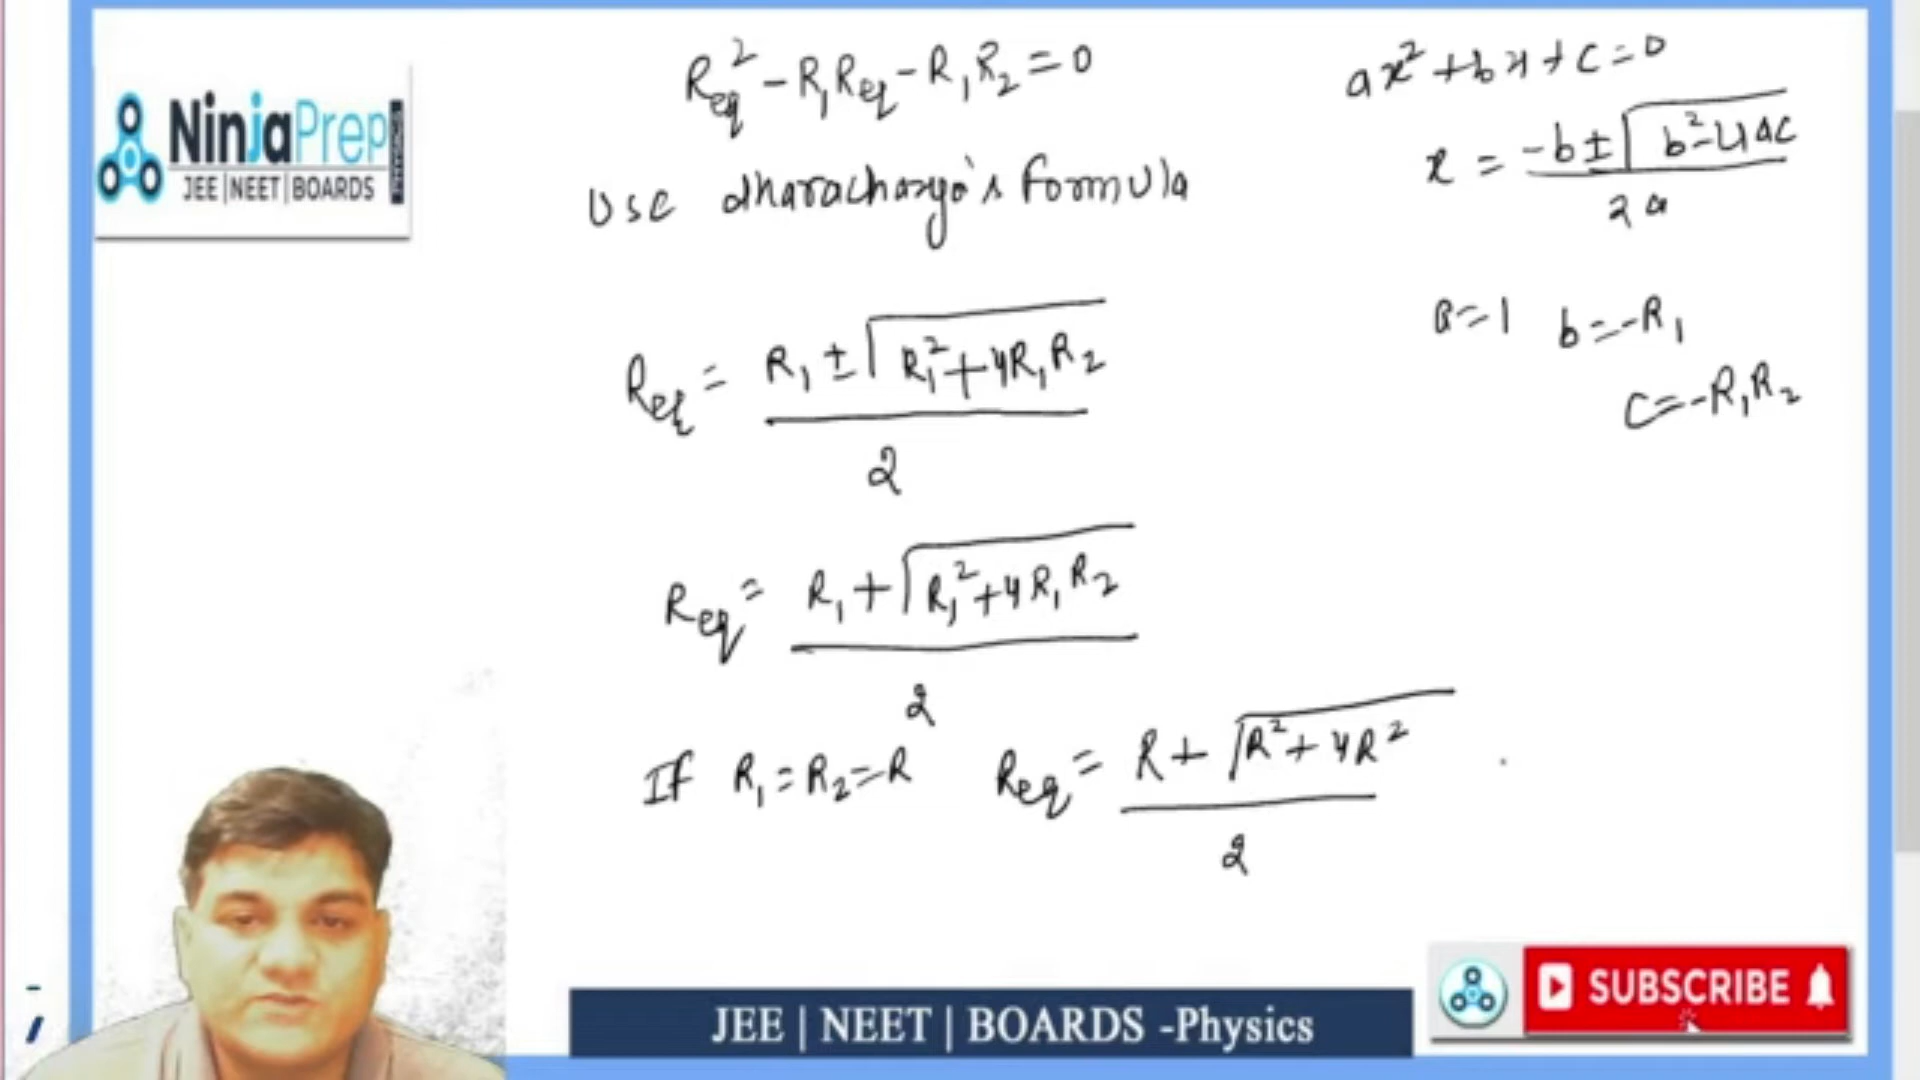 NinjaPrep PHYSICS
JEE | NEET | BOARDS
Req² - R₁Req - R₁R₂ = 0
Use dharacharya's formula
ax² + bx + c = 0
x = (-b ± √(b² - 4ac)) / 2a
a = 1 b = -R₁
c = -R₁R₂
Req = (R₁ ± √(R₁² + 4R₁R₂)) / 2
Req = (R₁ + √(R₁² + 4R₁R₂)) / 2
If R₁ = R₂ = R Req = (R + √(R² + 4R²)) / 2
JEE | NEET | BOARDS -Physics
SUBSCRIBE